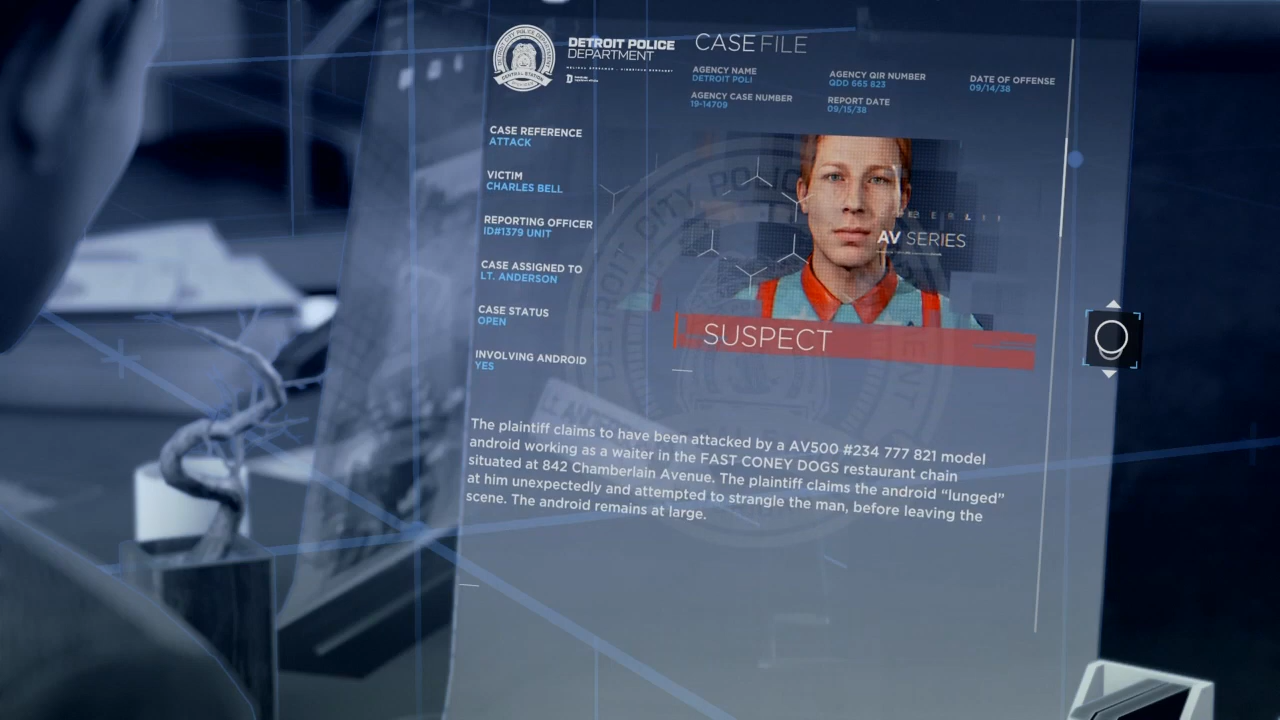 DETROIT POLICE
DEPARTMENT
CASE FILE
AGENCY NAME
DETROIT POLI
AGENCY QIR NUMBER
QDD 665 823
DATE OF OFFENSE
09/14/38
AGENCY CASE NUMBER
19-14709
REPORT DATE
09/15/38
CASE REFERENCE
ATTACK
VICTIM
CHARLES BELL
REPORTING OFFICER
ID#1379 UNIT
CASE ASSIGNED TO
LT. ANDERSON
CASE STATUS
OPEN
INVOLVING ANDROID
YES
AV SERIES
SUSPECT
The plaintiff claims to have been attacked by a AV500 #234 777 821 model
android working as a waiter in the FAST CONEY DOGS restaurant chain
situated at 842 Chamberlain Avenue. The plaintiff claims the android “lunged”
at him unexpectedly and attempted to strangle the man, before leaving the
scene. The android remains at large.